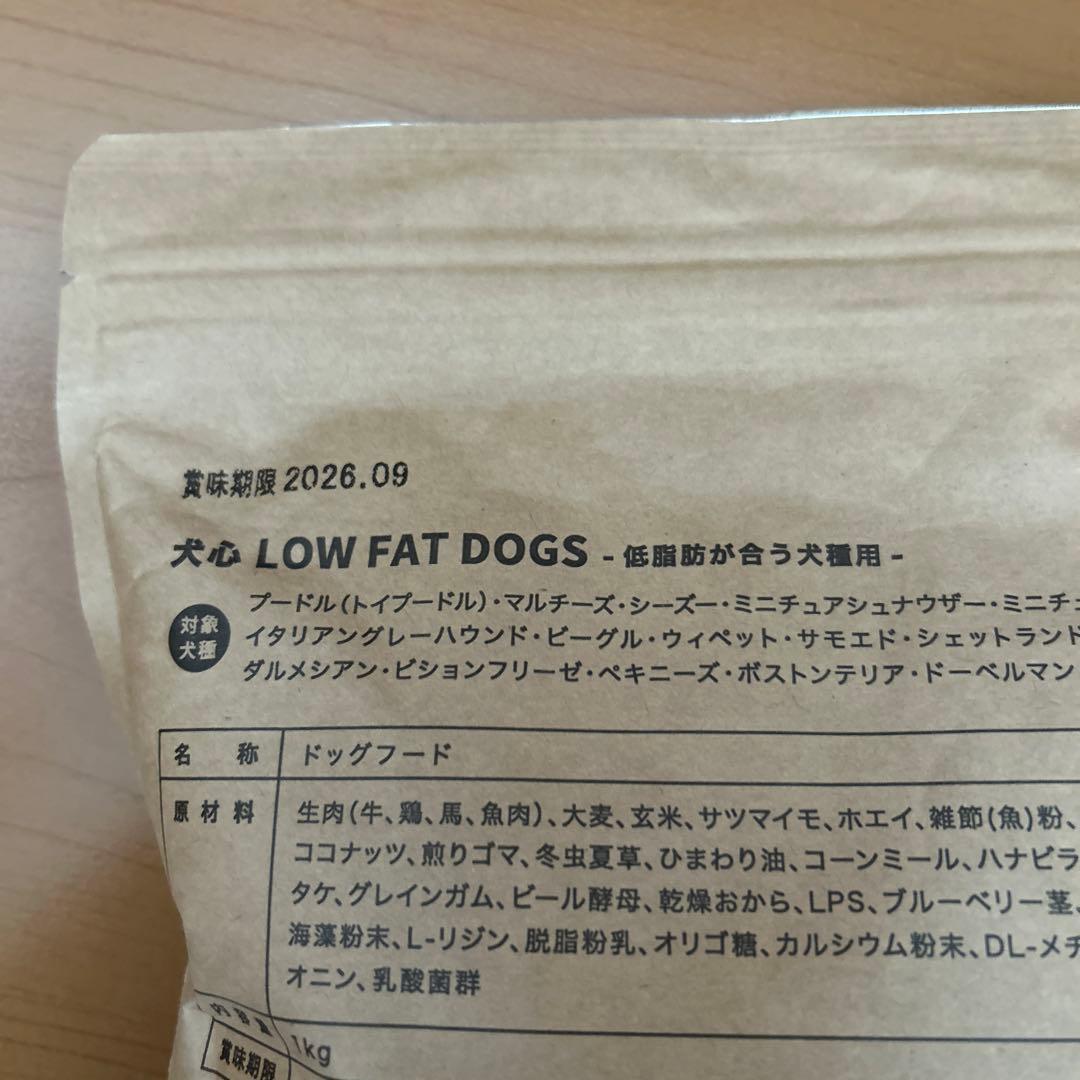 賞味期限 2026.09
犬心 LOW FAT DOGS - 低脂肪が合う犬種用 -
対象犬種
プードル(トイプードル)・マルチーズ・シーズー・ミニチュアシュナウザー・ミニチュ
イタリアングレーハウンド・ビーグル・ウィペット・サモエド・シェットランド
ダルメシアン・ビションフリーゼ・ペキニーズ・ボストンテリア・ドーベルマン
名 称 ドッグフード
原材料 生肉(牛、鶏、馬、魚肉)、大麦、玄米、サツマイモ、ホエイ、雑節(魚)粉、
ココナッツ、煎りゴマ、冬虫夏草、ひまわり油、コーンミール、ハナビラ
タケ、グレインガム、ビール酵母、乾燥おから、LPS、ブルーベリー茎、
海藻粉末、L-リジン、脱脂粉乳、オリゴ糖、カルシウム粉末、DL-メチ
オニン、乳酸菌群
内容量 1kg
賞味期限